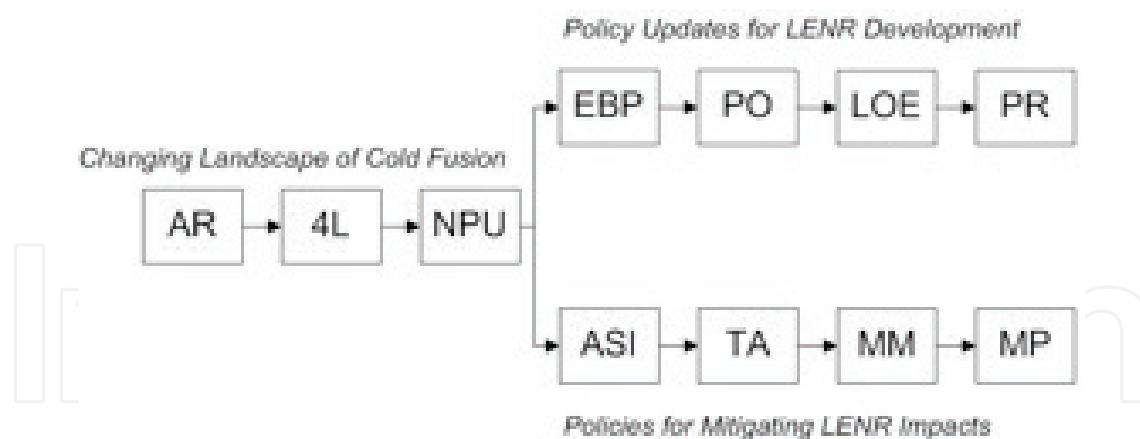 Policy Updates for LENR Development
EBP PO LOE PR
Changing Landscape of Cold Fusion
AR 4L NPU
ASI TA MM MP
Policies for Mitigating LENR Impacts